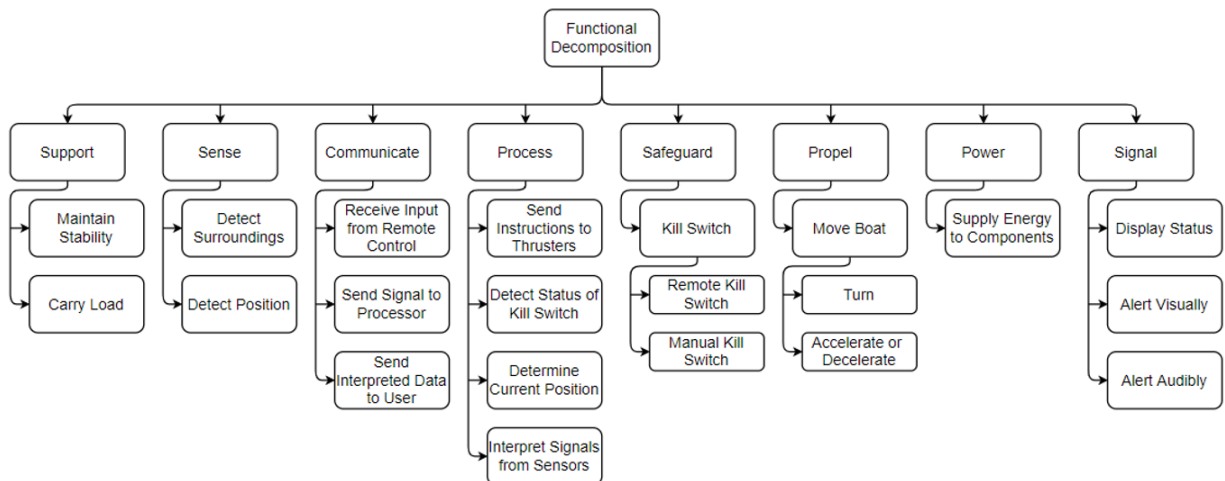 Functional
Decomposition
Support
Sense
Communicate
Process
Safeguard
Propel
Power
Signal
Maintain
Stability
Carry Load
Detect
Surroundings
Detect Position
Receive Input
from Remote
Control
Send Signal to
Processor
Send
Interpreted Data
to User
Send
Instructions to
Thrusters
Detect Status of
Kill Switch
Determine
Current Position
Interpret Signals
from Sensors
Kill Switch
Remote Kill
Switch
Manual Kill
Switch
Move Boat
Turn
Accelerate or
Decelerate
Supply Energy
to Components
Display Status
Alert Visually
Alert Audibly